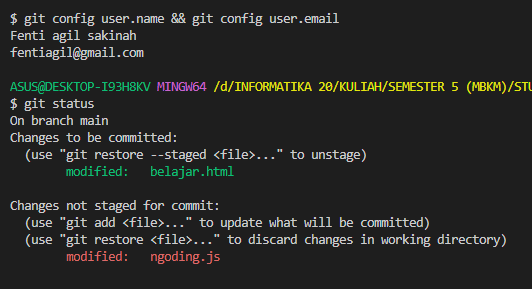 $ git config user.name && git config user.email
Fenti agil sakinah
fentiagil@gmail.com
ASUS@DESKTOP-I93H8KV MINGW64 /d/INFORMATIKA 20/KULIAH/SEMESTER 5 (MBKM)/STU
$ git status
On branch main
Changes to be committed:
  (use "git restore --staged <file>..." to unstage)
        modified:   belajar.html
Changes not staged for commit:
  (use "git add <file>..." to update what will be committed)
  (use "git restore <file>..." to discard changes in working directory)
        modified:   ngoding.js